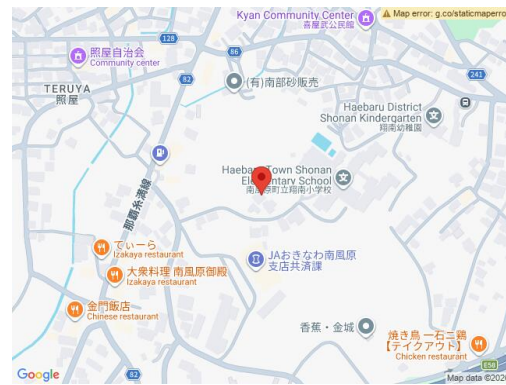 Kyan Community Center
喜屋武公民館
Map error: g.co/staticmaperro
照屋自治会
Community center
128
86
82
241
TERUYA
照屋
(有)南部砂販売
Haebaru District
Shonan Kindergarten
翔南幼稚園
Haebaru Town Shonan
Elementary School
南風原町立翔南小学校
那覇糸満線
てぃーら
Izakaya restaurant
大衆料理 南風原御殿
Izakaya restaurant
JAおきなわ南風原
支店共済課
金門飯店
Chinese restaurant
香蕉・金城
焼き鳥 一石二鶏
【テイクアウト】
Chicken restaurant
E58
82
Google
Map data ©2026